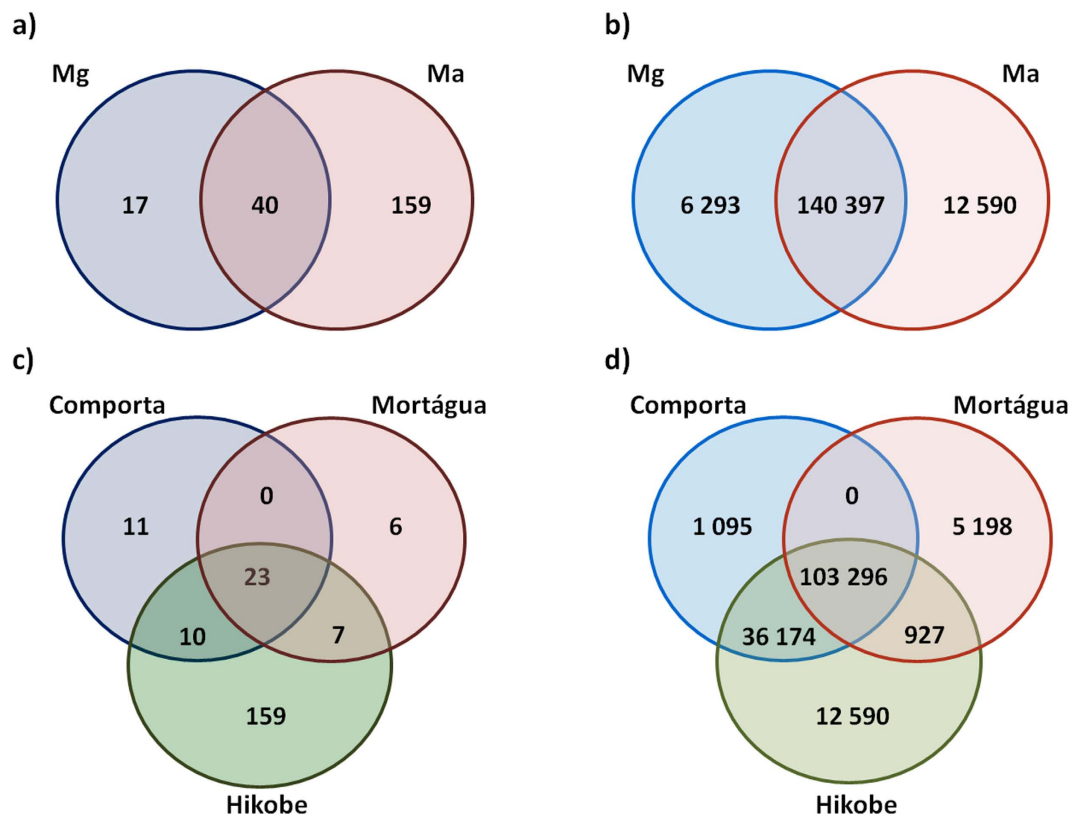 a)
b)
Mg
Ma
Mg
Ma
17
40
159
6 293
140 397
12 590
c)
d)
Comporta
Mortágua
Comporta
Mortágua
0
0
11
6
1 095
5 198
23
103 296
10
7
36 174
927
159
12 590
Hikobe
Hikobe